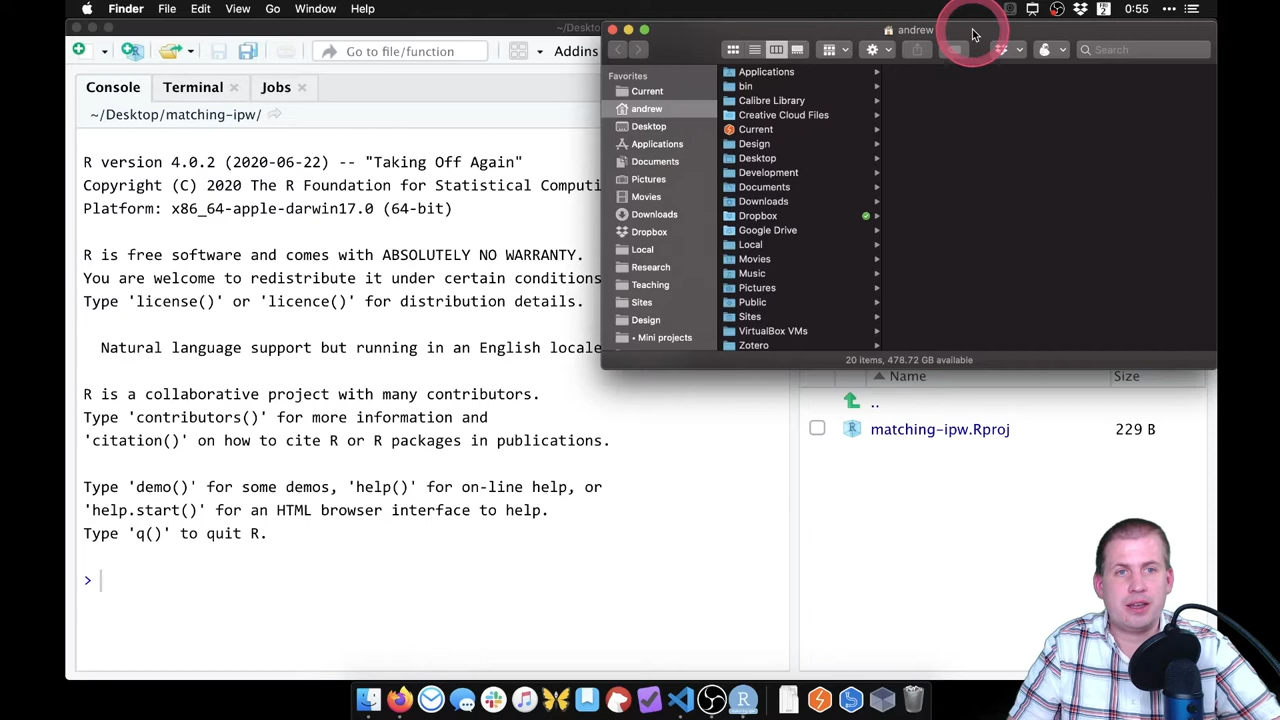 Finder File Edit View Go Window Help
FRI
2
0:55
~/Deskto
andrew
Go to file/function
Addins
Search
Console
Terminal
Jobs
~/Desktop/matching-ipw/
R version 4.0.2 (2020-06-22) -- "Taking Off Again"
Copyright (C) 2020 The R Foundation for Statistical Computi
Platform: x86_64-apple-darwin17.0 (64-bit)
R is free software and comes with ABSOLUTELY NO WARRANTY.
You are welcome to redistribute it under certain conditions
Type 'license()' or 'licence()' for distribution details.
Natural language support but running in an English locale
R is a collaborative project with many contributors.
Type 'contributors()' for more information and
'citation()' on how to cite R or R packages in publications.
Type 'demo()' for some demos, 'help()' for on-line help, or
'help.start()' for an HTML browser interface to help.
Type 'q()' to quit R.
>
Favorites
Current
andrew
Desktop
Applications
Documents
Pictures
Movies
Downloads
Dropbox
Local
Research
Teaching
Sites
Design
• Mini projects
Applications
bin
Calibre Library
Creative Cloud Files
Current
Design
Desktop
Development
Documents
Downloads
Dropbox
Google Drive
Local
Movies
Music
Pictures
Public
Sites
VirtualBox VMs
Zotero
20 items, 478.72 GB available
Name
Size
..
matching-ipw.Rproj
229 B